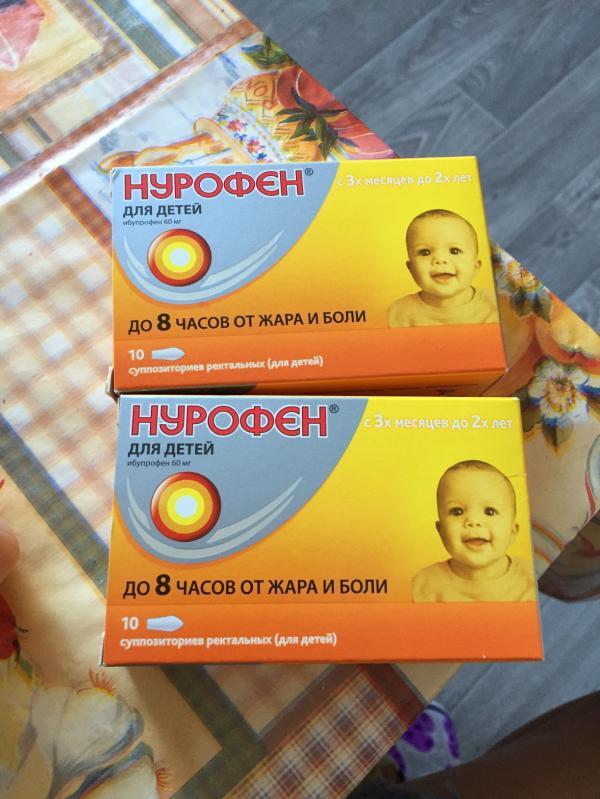 НУРОФЕН®
ДЛЯ ДЕТЕЙ
ибупрофен 60 мг
с 3х месяцев до 2х лет
ДО 8 ЧАСОВ ОТ ЖАРА И БОЛИ
10
суппозиториев ректальных (для детей)
НУРОФЕН®
ДЛЯ ДЕТЕЙ
ибупрофен 60 мг
с 3х месяцев до 2х лет
ДО 8 ЧАСОВ ОТ ЖАРА И БОЛИ
10
суппозиториев ректальных (для детей)